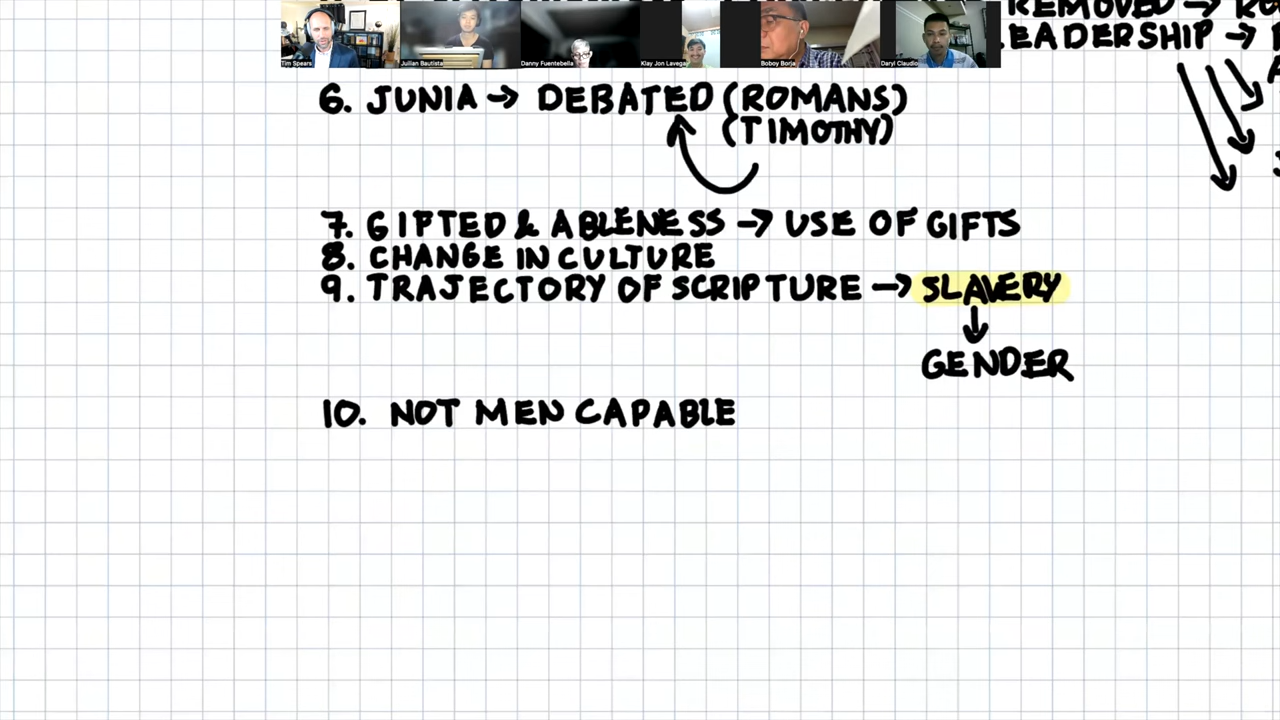 REMOVED →
LEADERSHIP →
Tim Spears
Jullian Bautista
Danny Fuentebella
Klay Jon Lavega
Boboy Borja
Daryl Claudio
6. JUNIA → DEBATED (ROMANS)
(TIMOTHY)
7. GIFTED & ABLENESS → USE OF GIFTS
8. CHANGE IN CULTURE
9. TRAJECTORY OF SCRIPTURE → SLAVERY
GENDER
10. NOT MEN CAPABLE